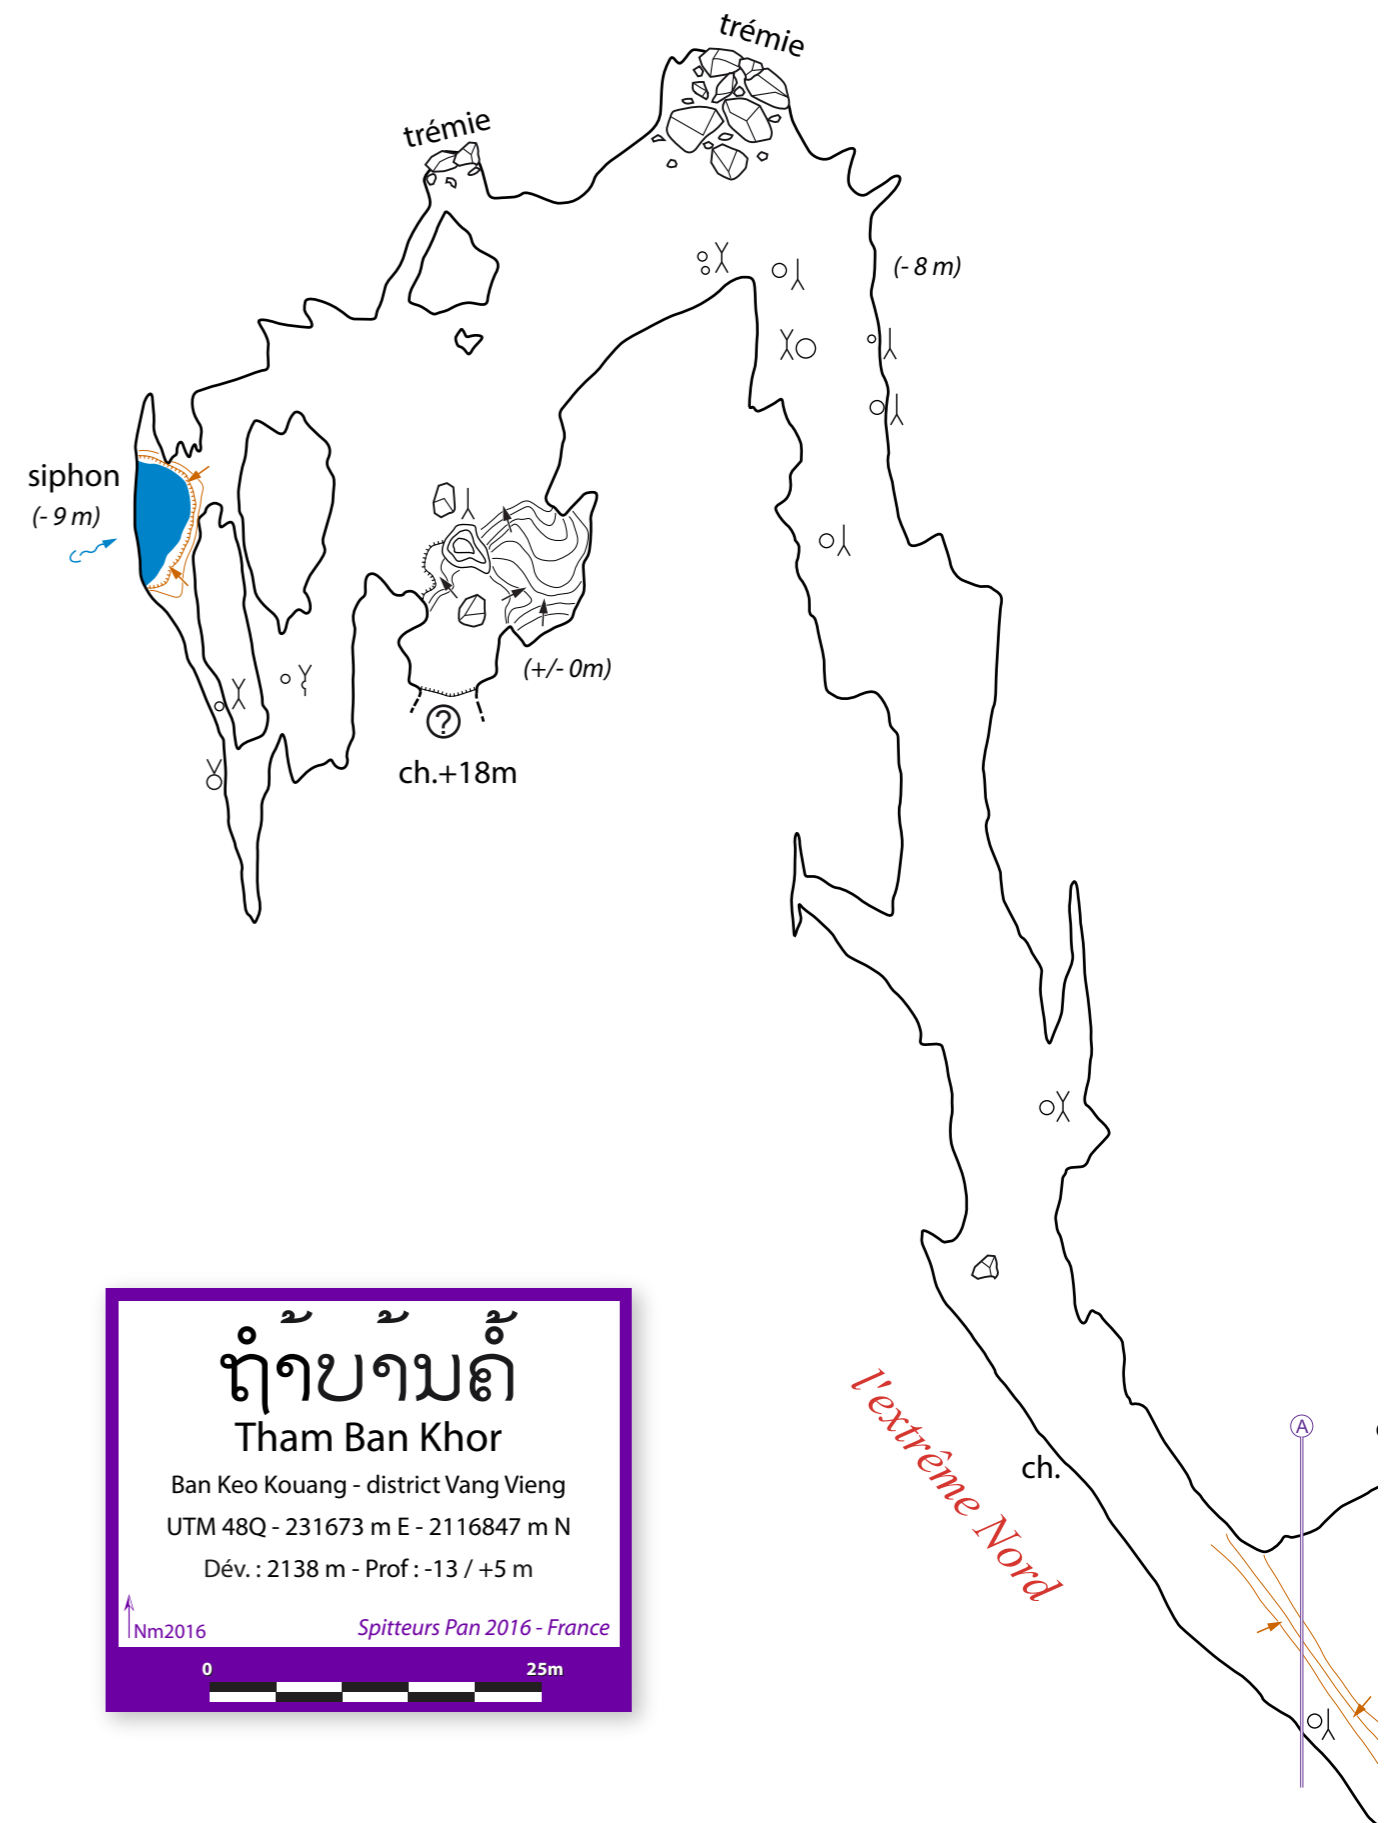 trémie
trémie
(- 8 m)
siphon
(- 9 m)
(+/- 0m)
?
ch.+18m
l'extrême Nord
ch.
A
ຖໍ້າບ້ານຄໍ້
Tham Ban Khor
Ban Keo Kouang - district Vang Vieng
UTM 48Q - 231673 m E - 2116847 m N
Dév. : 2138 m - Prof : -13 / +5 m
Nm2016
Spitteurs Pan 2016 - France
0 25m